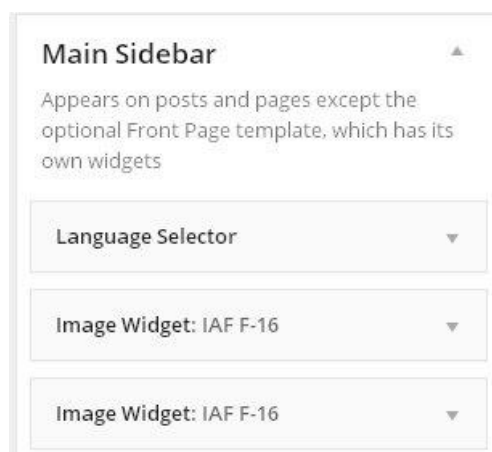 Main Sidebar
Appears on posts and pages except the
optional Front Page template, which has its
own widgets
Language Selector
Image Widget: IAF F-16
Image Widget: IAF F-16